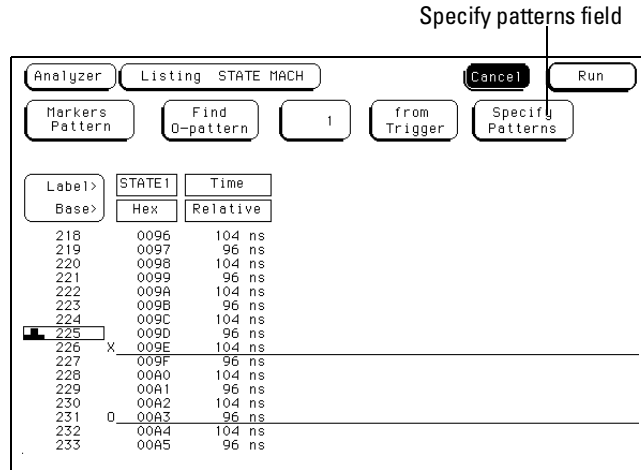 Specify patterns field
Analyzer Listing STATE MACH Cancel Run
Markers Pattern Find O-pattern 1 from Trigger Specify Patterns
Label> STATE1 Time
Base> Hex Relative
218 0096 104 ns
219 0097 96 ns
220 0098 104 ns
221 0099 96 ns
222 009A 104 ns
223 009B 96 ns
224 009C 104 ns
225 009D 96 ns
226 X 009E 104 ns
227 009F 96 ns
228 00A0 104 ns
229 00A1 96 ns
230 00A2 104 ns
231 O 00A3 96 ns
232 00A4 104 ns
233 00A5 96 ns